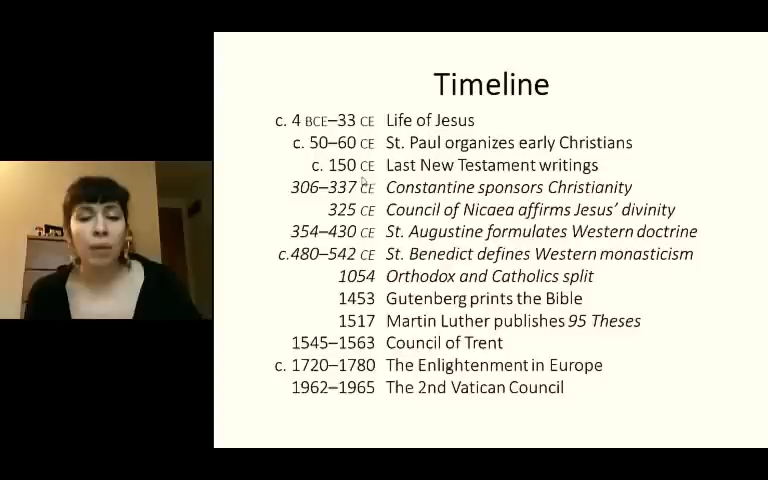 Timeline
c. 4 BCE–33 CE Life of Jesus
c. 50–60 CE St. Paul organizes early Christians
c. 150 CE Last New Testament writings
306–337 CE Constantine sponsors Christianity
325 CE Council of Nicaea affirms Jesus’ divinity
354–430 CE St. Augustine formulates Western doctrine
c.480–542 CE St. Benedict defines Western monasticism
1054 Orthodox and Catholics split
1453 Gutenberg prints the Bible
1517 Martin Luther publishes 95 Theses
1545–1563 Council of Trent
c. 1720–1780 The Enlightenment in Europe
1962–1965 The 2nd Vatican Council